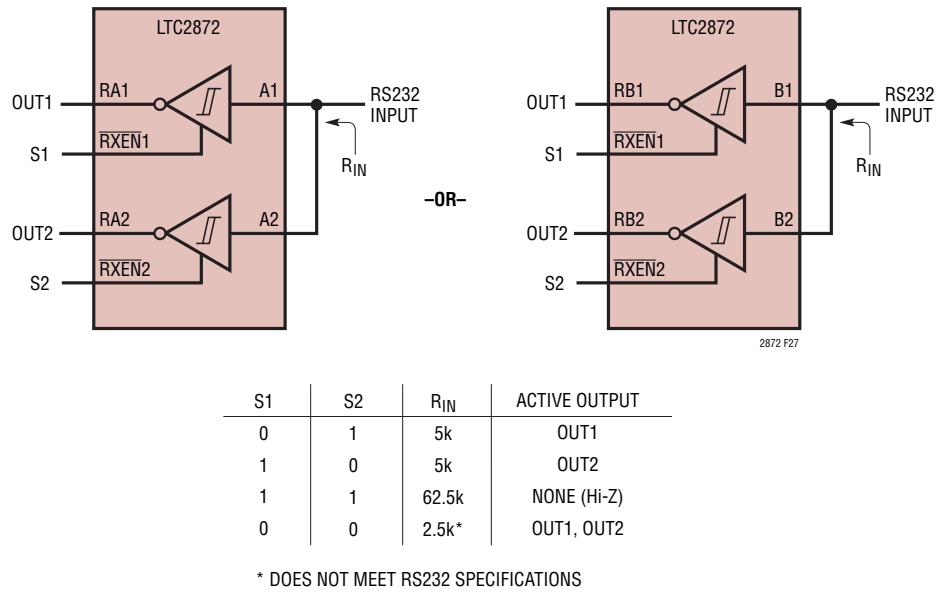 LTC2872
OUT1 RA1 A1 RS232 INPUT
S1 RXEN1
RIN
OUT2 RA2 A2
S2 RXEN2
–OR–
LTC2872
OUT1 RB1 B1 RS232 INPUT
S1 RXEN1
RIN
OUT2 RB2 B2
S2 RXEN2
2872 F27
S1 S2 RIN ACTIVE OUTPUT
0 1 5k OUT1
1 0 5k OUT2
1 1 62.5k NONE (Hi-Z)
0 0 2.5k* OUT1, OUT2
* DOES NOT MEET RS232 SPECIFICATIONS